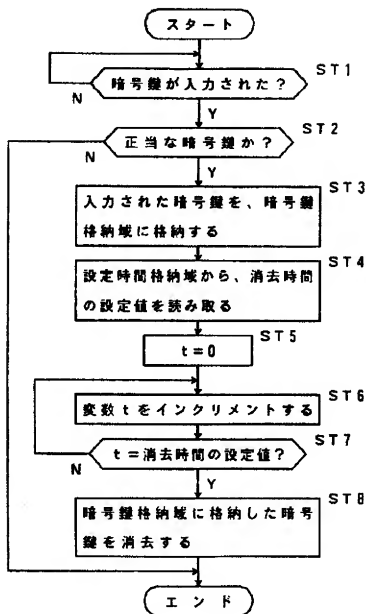 スタート
暗号鍵が入力された?
ST1
N
Y
ST2
正当な暗号鍵か?
N
Y
ST3
入力された暗号鍵を、暗号鍵
格納域に格納する
ST4
設定時間格納域から、消去時間
の設定値を読み取る
ST5
t=0
ST6
変数tをインクリメントする
ST7
t=消去時間の設定値?
N
Y
ST8
暗号鍵格納域に格納した暗号
鍵を消去する
エンド